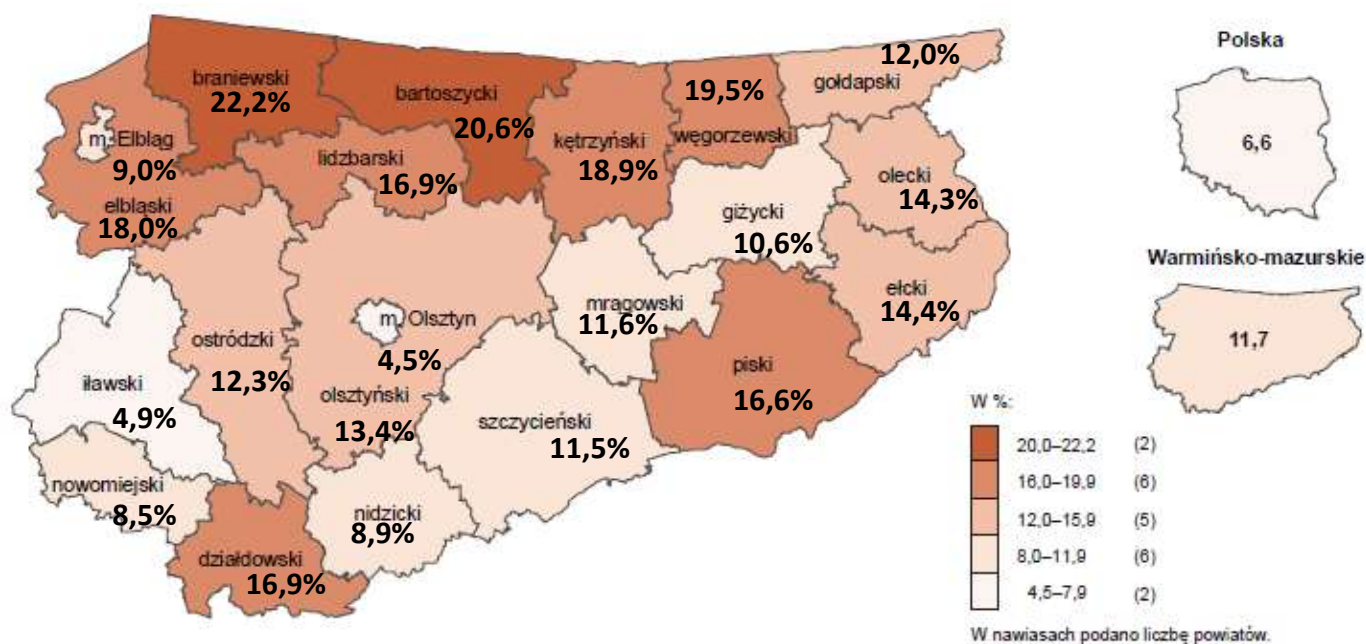 braniewski
22,2%
bartoszycki
20,6%
m. Elbląg
9,0%
elbląski
18,0%
lidzbarski
16,9%
kętrzyński
18,9%
19,5%
węgorzewski
12,0%
gołdapski
olecki
14,3%
giżycki
10,6%
ełcki
14,4%
mrągowski
11,6%
piski
16,6%
m. Olsztyn
4,5%
olsztyński
13,4%
ostródzki
12,3%
iławski
4,9%
szczycieński
11,5%
nowomiejski
8,5%
nidzicki
8,9%
działdowski
16,9%
Polska
6,6
Warmińsko-mazurskie
11,7
W %:
20,0–22,2 (2)
16,0–19,9 (6)
12,0–15,9 (5)
8,0–11,9 (6)
4,5–7,9 (2)
W nawiasach podano liczbę powiatów.